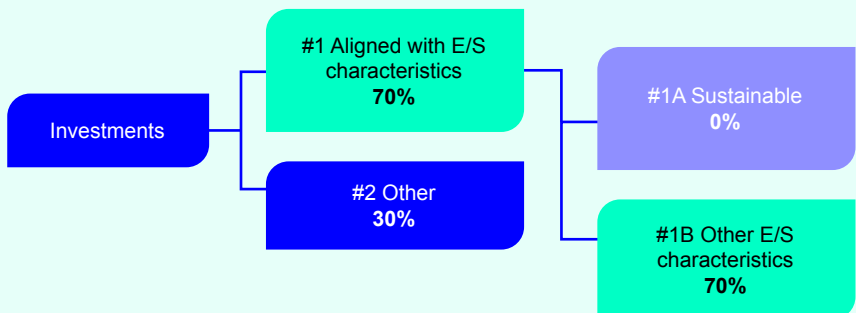 #1 Aligned with E/S
characteristics
70%
#1A Sustainable
0%
Investments
#2 Other
30%
#1B Other E/S
characteristics
70%